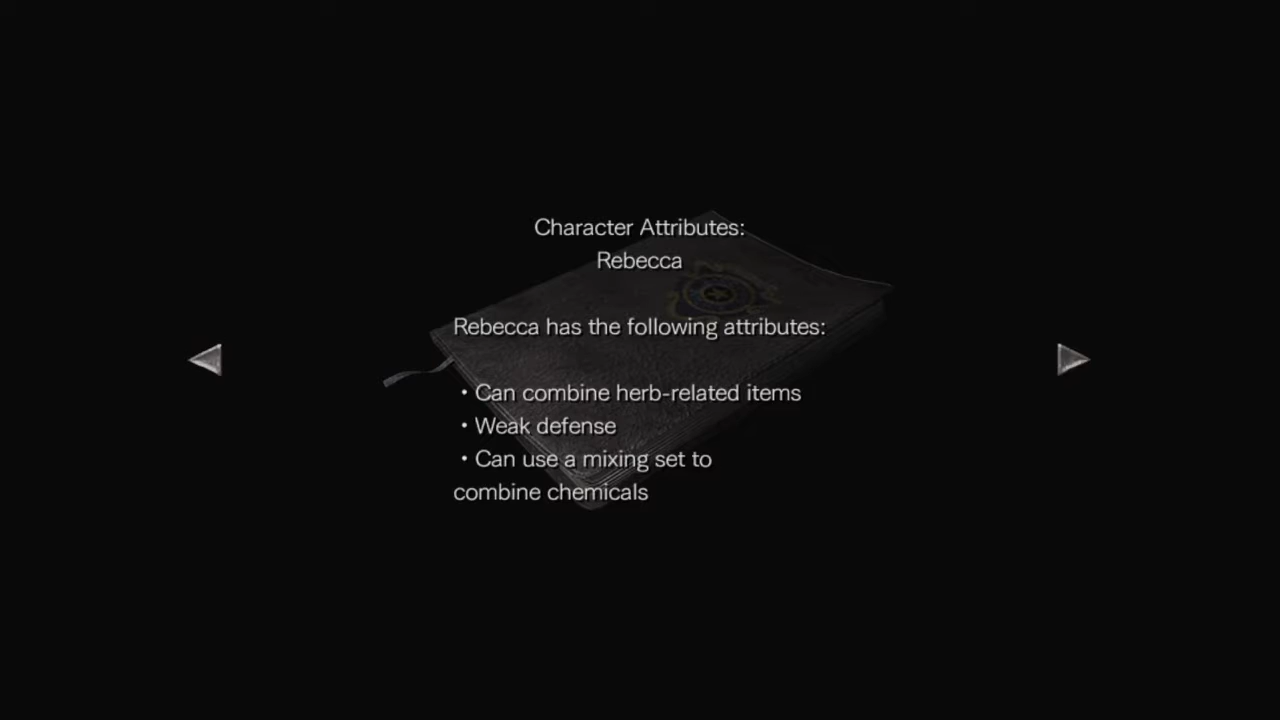 Character Attributes:
Rebecca
Rebecca has the following attributes:
・Can combine herb-related items
・Weak defense
・Can use a mixing set to
combine chemicals